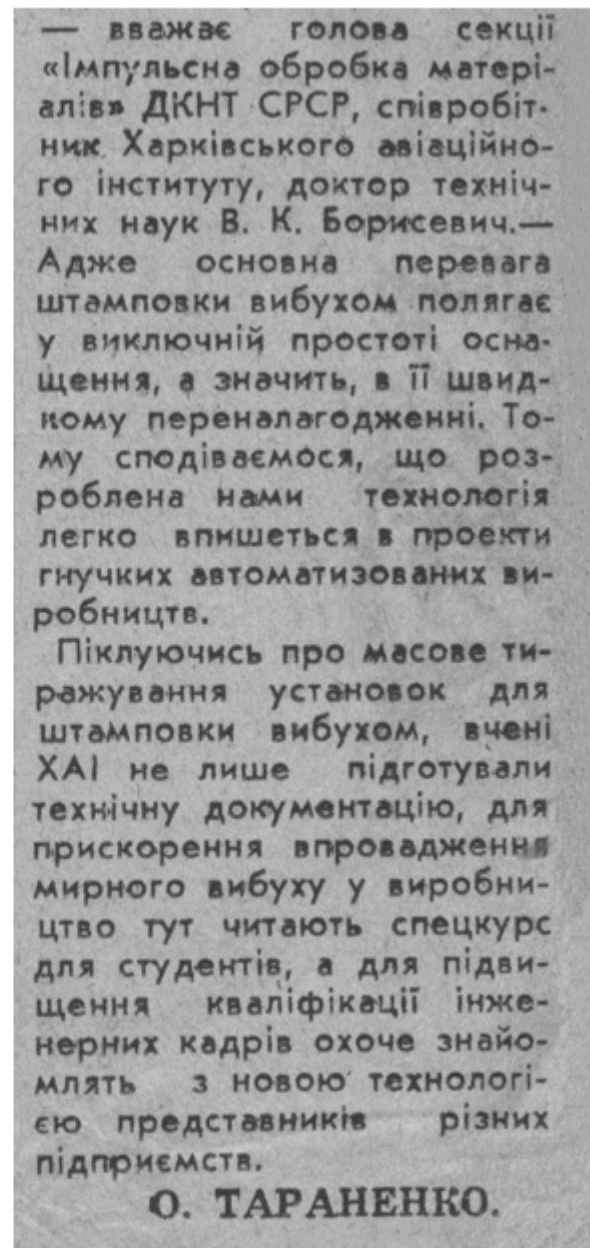 — вважає голова секції
«Імпульсна обробка матері-
алів» ДКНТ СРСР, співробіт-
ник Харківського авіаційно-
го інституту, доктор техніч-
них наук В. К. Борисевич.—
Адже основна перевага
штамповки вибухом полягає
у виключній простоті осна-
щення, а значить, в її швид-
кому переналагодженні. То-
му сподіваємося, що роз-
роблена нами технологія
легко впишеться в проекти
гнучких автоматизованих ви-
робництв.
Піклуючись про масове ти-
ражування установок для
штамповки вибухом, вчені
ХАІ не лише підготували
технічну документацію, для
прискорення впровадження
мирного вибуху у виробни-
цтво тут читають спецкурс
для студентів, а для підви-
щення кваліфікації інже-
нерних кадрів охоче знайо-
млять з новою технологі-
єю представників різних
підприємств.
О. ТАРАНЕНКО.